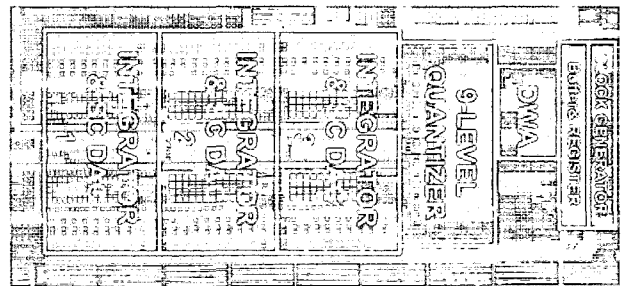 INTEGRATOR
& SC DAC
1
INTEGRATOR
& SC DAC
2
INTEGRATOR
& SC DAC
3
9-LEVEL
QUANTIZER
DWA
CLOCK GENERATOR
Buffer & REGISTER